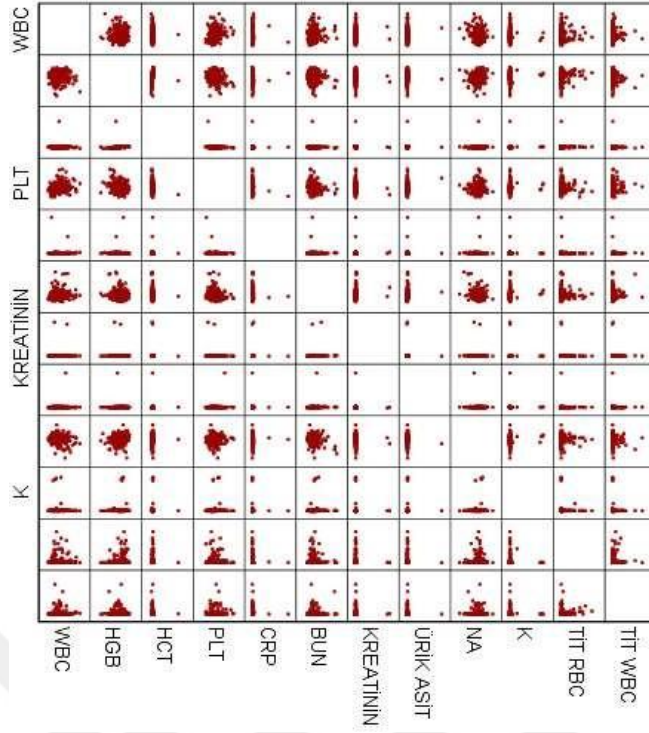 WBC
PLT
KREATİNİN
K
WBC
HGB
HCT
PLT
CRP
BUN
KREATİNİN
ÜRİK ASİT
NA
K
TİT RBC
TİT WBC